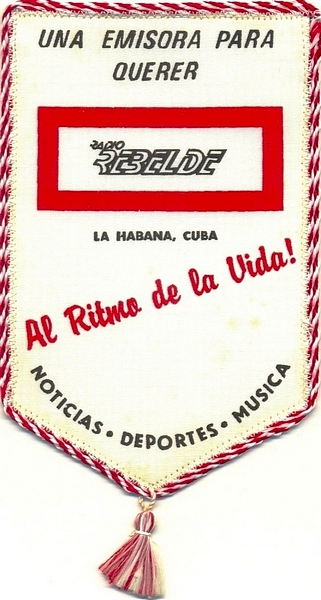 UNA EMISORA PARA
QUERER
RADIO
REBELDE
LA HABANA, CUBA
Al Ritmo de la Vida!
NOTICIAS • DEPORTES • MUSICA